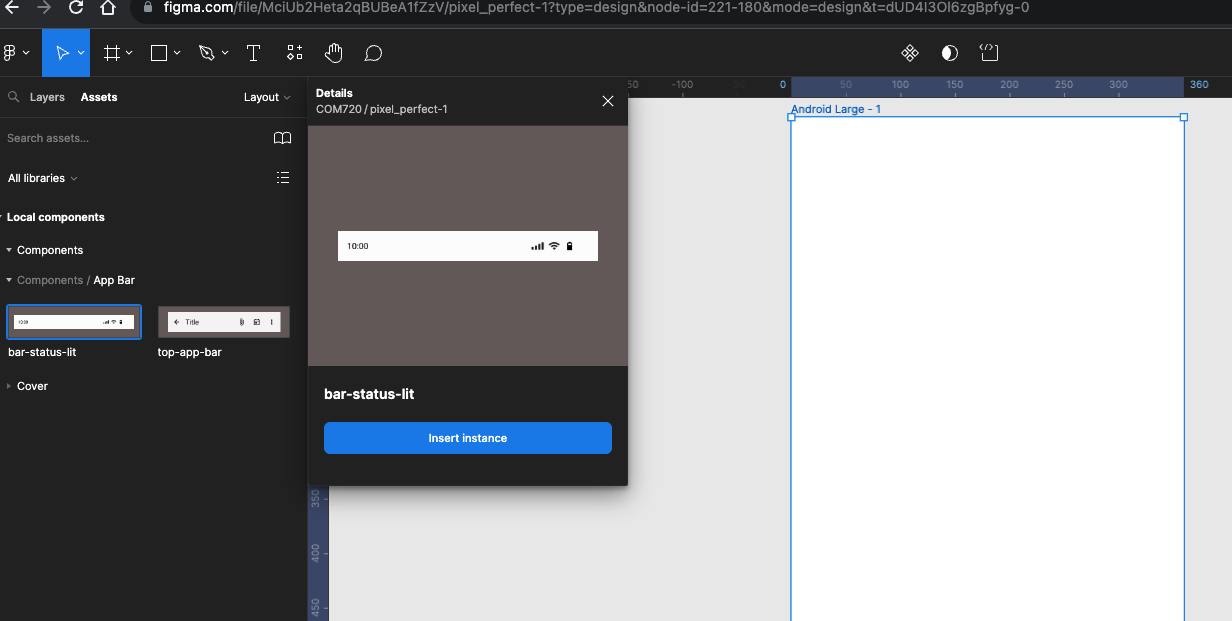 figma.com/file/MciUb2Heta2qBUBeA1fZzV/pixel_perfect-1?type=design&node-id=221-180&mode=design&t=dUD4I3OI6zgBpfyg-0
Layers Assets Layout
Search assets...
All libraries
Local components
Components
Components / App Bar
10:00
Title
bar-status-lit top-app-bar
Cover
Details
COM720 / pixel_perfect-1
10:00
bar-status-lit
Insert instance
50 -100 -50 0 50 100 150 200 250 300 360
Android Large - 1
350
400
450